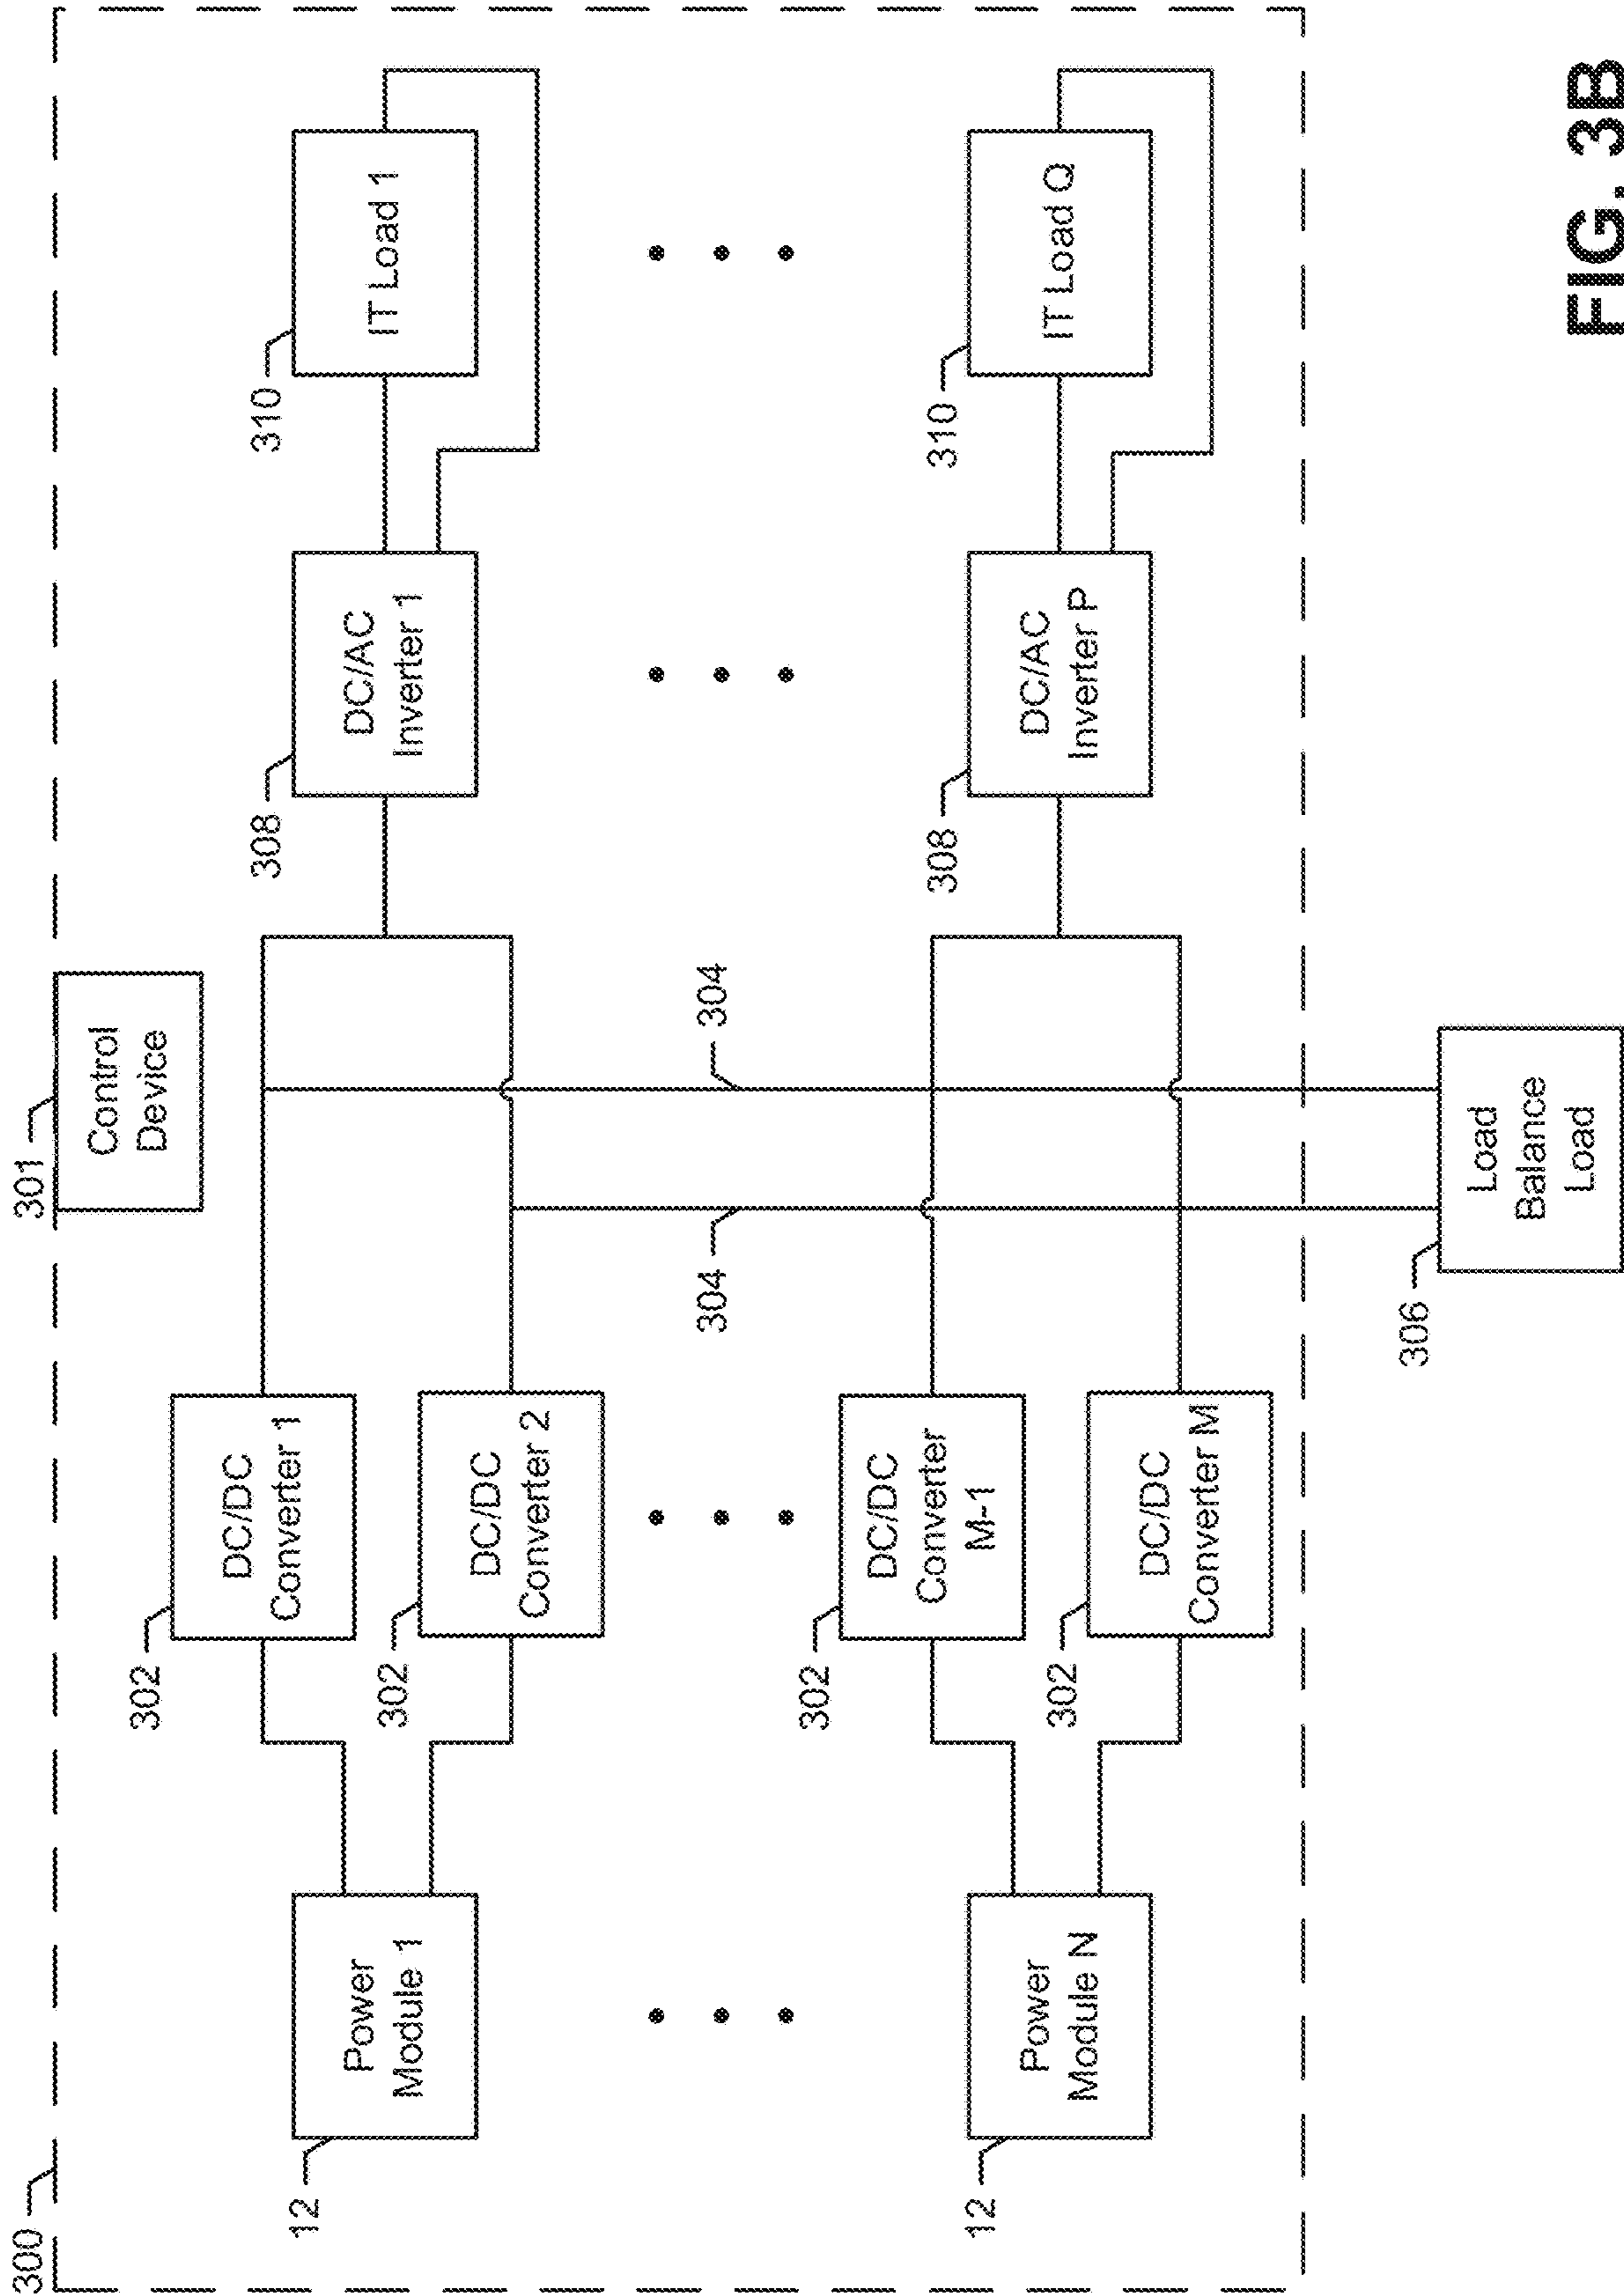 300
301
Control
Device
302
DC/DC
Converter 1
12
Power
Module 1
302
DC/DC
Converter 2
308
DC/AC
Inverter 1
310
IT Load 1
304
304
302
DC/DC
Converter
M-1
12
Power
Module N
302
DC/DC
Converter M
308
DC/AC
Inverter P
310
IT Load Q
306
Load
Balance
Load
FIG. 3B